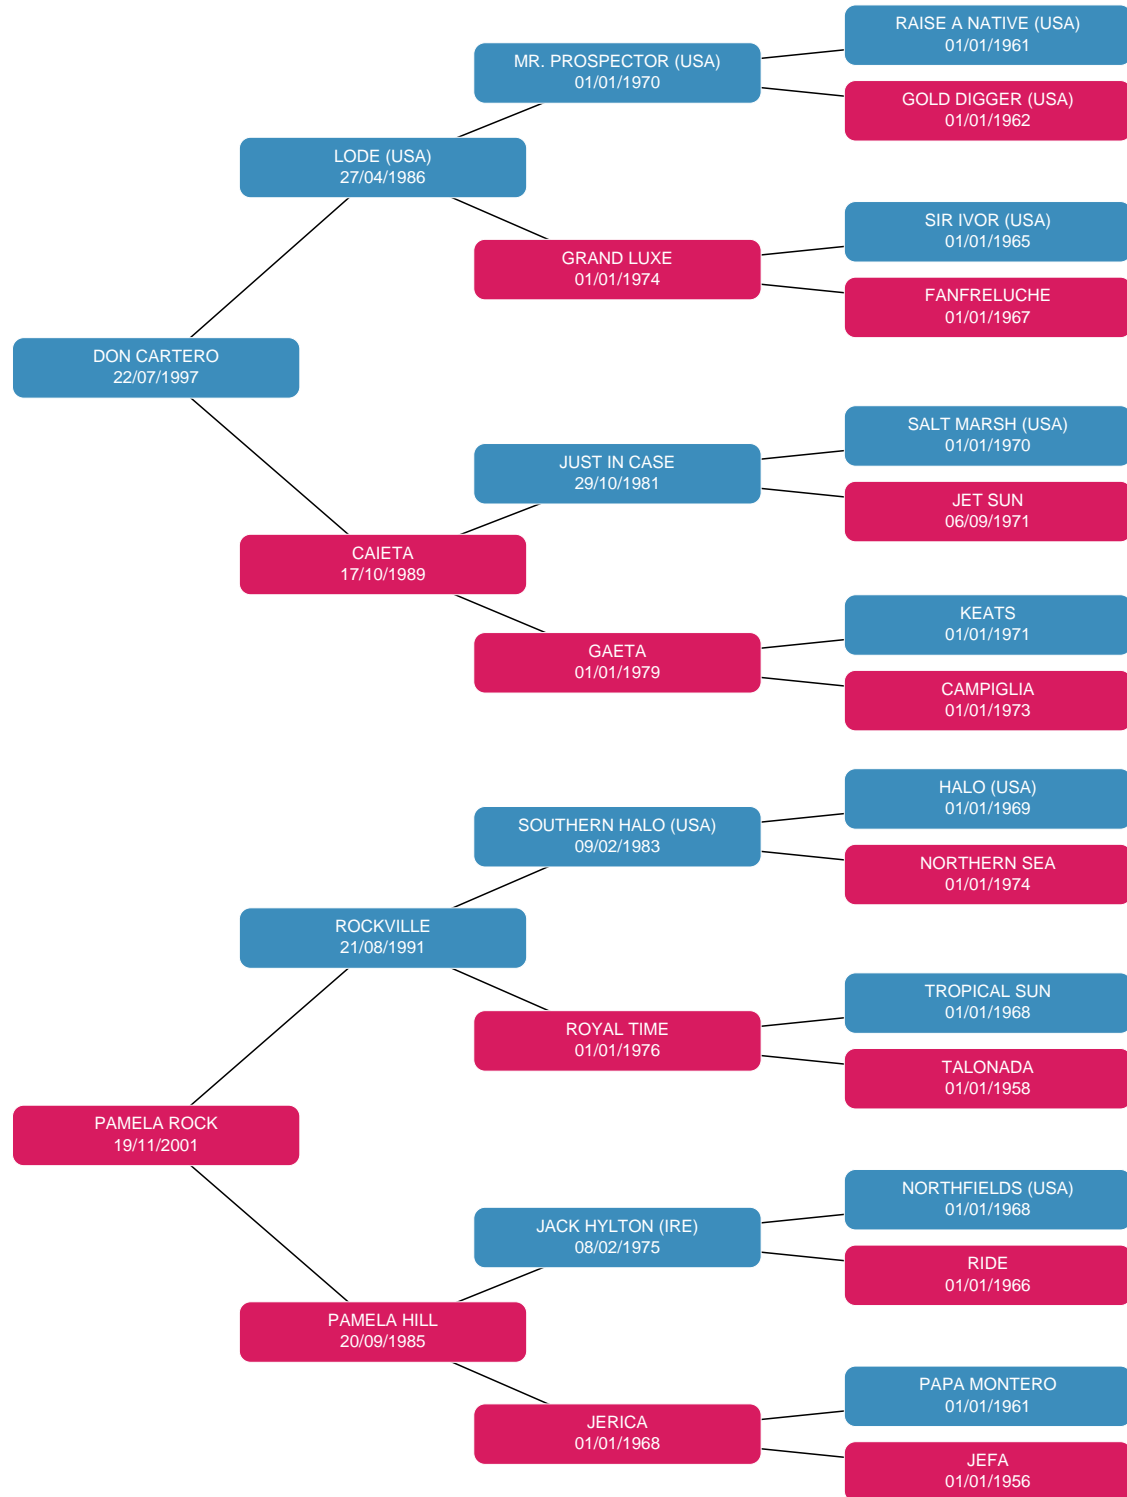 RAISE A NATIVE (USA)
01/01/1961
MR. PROSPECTOR (USA)
01/01/1970
GOLD DIGGER (USA)
01/01/1962
LODE (USA)
27/04/1986
SIR IVOR (USA)
01/01/1965
GRAND LUXE
01/01/1974
FANFRELUCHE
01/01/1967
DON CARTERO
22/07/1997
SALT MARSH (USA)
01/01/1970
JUST IN CASE
29/10/1981
JET SUN
06/09/1971
CAIETA
17/10/1989
KEATS
01/01/1971
GAETA
01/01/1979
CAMPIGLIA
01/01/1973
HALO (USA)
01/01/1969
SOUTHERN HALO (USA)
09/02/1983
NORTHERN SEA
01/01/1974
ROCKVILLE
21/08/1991
TROPICAL SUN
01/01/1968
ROYAL TIME
01/01/1976
TALONADA
01/01/1958
PAMELA ROCK
19/11/2001
NORTHFIELDS (USA)
01/01/1968
JACK HYLTON (IRE)
08/02/1975
RIDE
01/01/1966
PAMELA HILL
20/09/1985
PAPA MONTERO
01/01/1961
JERICA
01/01/1968
JEFA
01/01/1956